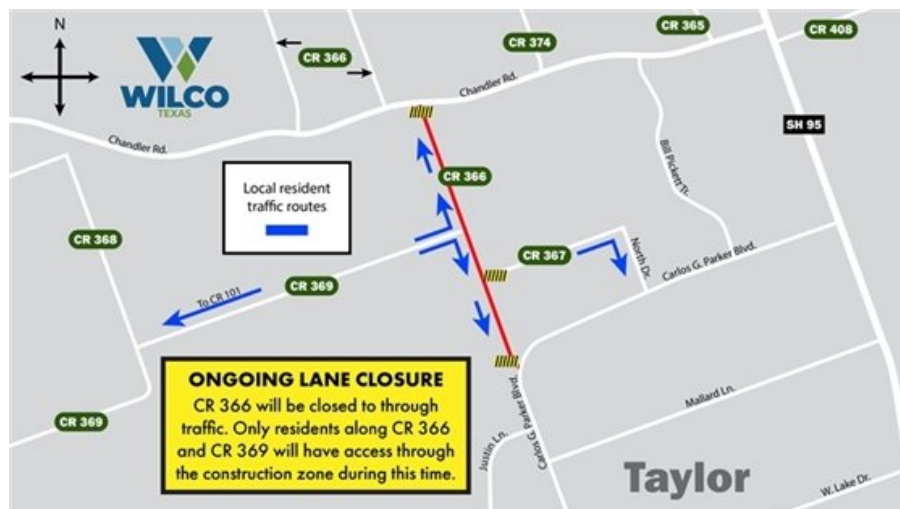 N
WILCO
TEXAS
CR 366
CR 374
CR 365
CR 408
Chandler Rd.
Chandler Rd.
SH 95
Local resident
traffic routes
CR 366
Bill Pickett Tr.
CR 368
CR 367
North Dr.
Carlos G. Parker Blvd.
To CR 101
CR 369
ONGOING LANE CLOSURE
CR 366 will be closed to through
traffic. Only residents along CR 366
and CR 369 will have access through
the construction zone during this time.
CR 369
Justin Ln.
Carlos G. Parker Blvd.
Mallard Ln.
Taylor
W. Lake Dr.